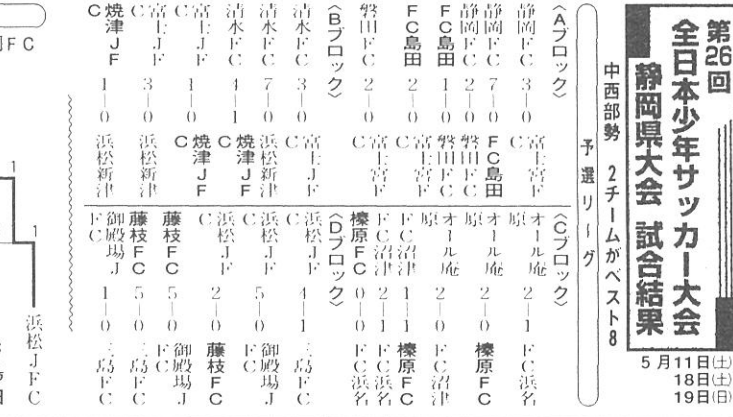 第26回
全日本少年サッカー大会
静岡県大会 試合結果
5月11日(土)
18日(土)
19日(日)
中西部勢 2チームがベスト8
予選リーグ
〈Aブロック〉
静岡FC 3―0 富士宮FC
静岡FC 7―0 FC島田
静岡FC 2―0 磐田FC
FC島田 1―0 磐田FC
FC島田 2―0 富士宮FC
磐田FC 2―0 富士宮FC
〈Bブロック〉
清水FC 3―0 富士JFC
清水FC 7―0 浜松新津
清水FC 4―1 焼津JFC
富士JFC 1―0 焼津JFC
富士JFC 3―0 浜松新津
焼津JFC 1―0 浜松新津
〈Cブロック〉
オール庵原 2―1 FC浜名
オール庵原 2―0 榛原FC
オール庵原 2―0 FC沼津
FC沼津 1―1 榛原FC
FC沼津 2―1 FC浜名
榛原FC 0―0 FC浜名
〈Dブロック〉
浜松JFC 4―1 三島FC
浜松JFC 5―0 御殿場JFC
浜松JFC 2―0 藤枝FC
藤枝FC 5―0 御殿場JFC
藤枝FC 5―0 三島FC
御殿場JFC 1―0 三島FC
FC
1
1
浜松JFC